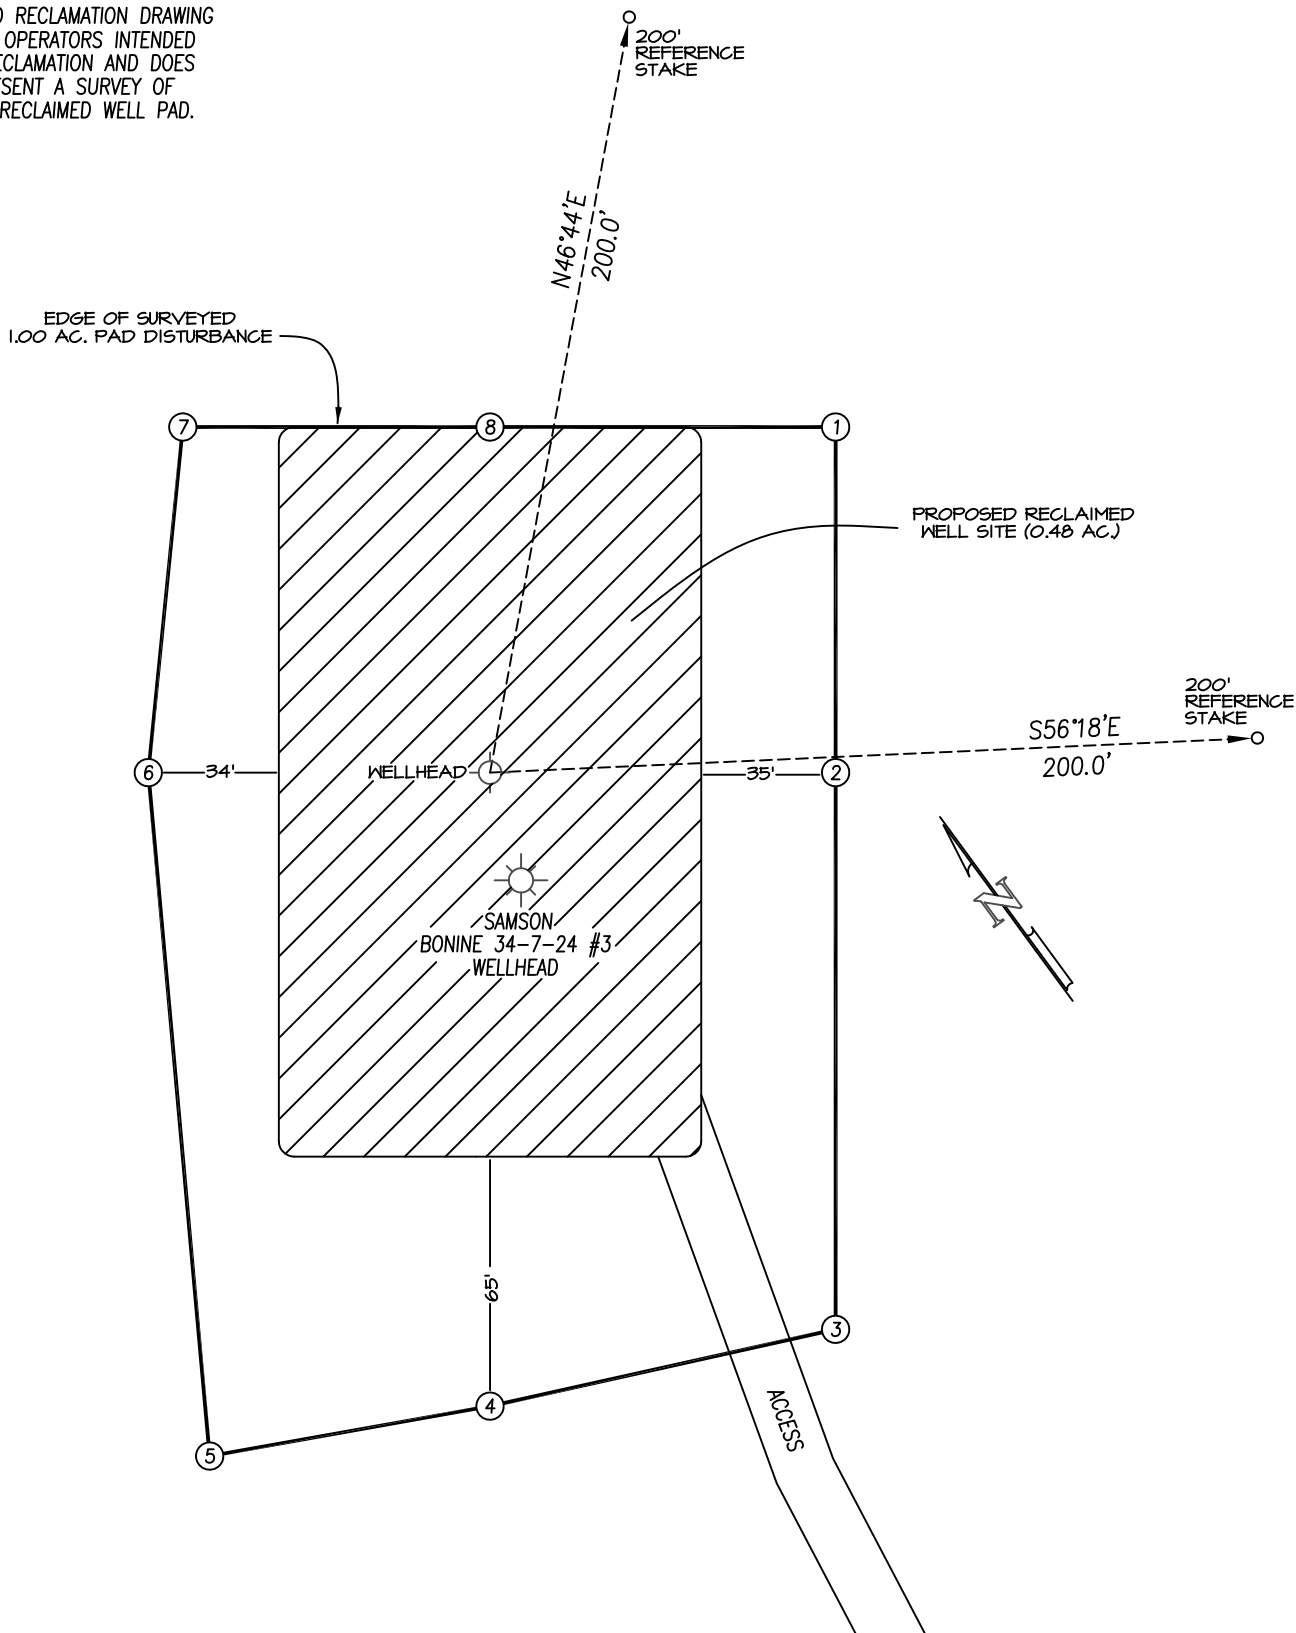 RECLAMATION DRAWING
OPERATORS INTENDED
AND DOES
A SURVEY OF
RECLAIMED WELL PAD.
200'
REFERENCE
STAKE
N46°44'E
200.0'
EDGE OF SURVEYED
1.00 AC. PAD DISTURBANCE
7
8
1
PROPOSED RECLAIMED
WELL SITE (0.48 AC.)
200'
REFERENCE
STAKE
S56°18'E
200.0'
6
34'
WELLHEAD
35'
2
N
SAMSON
BONINE 34-7-24 #3
WELLHEAD
65'
3
4
ACCESS
5